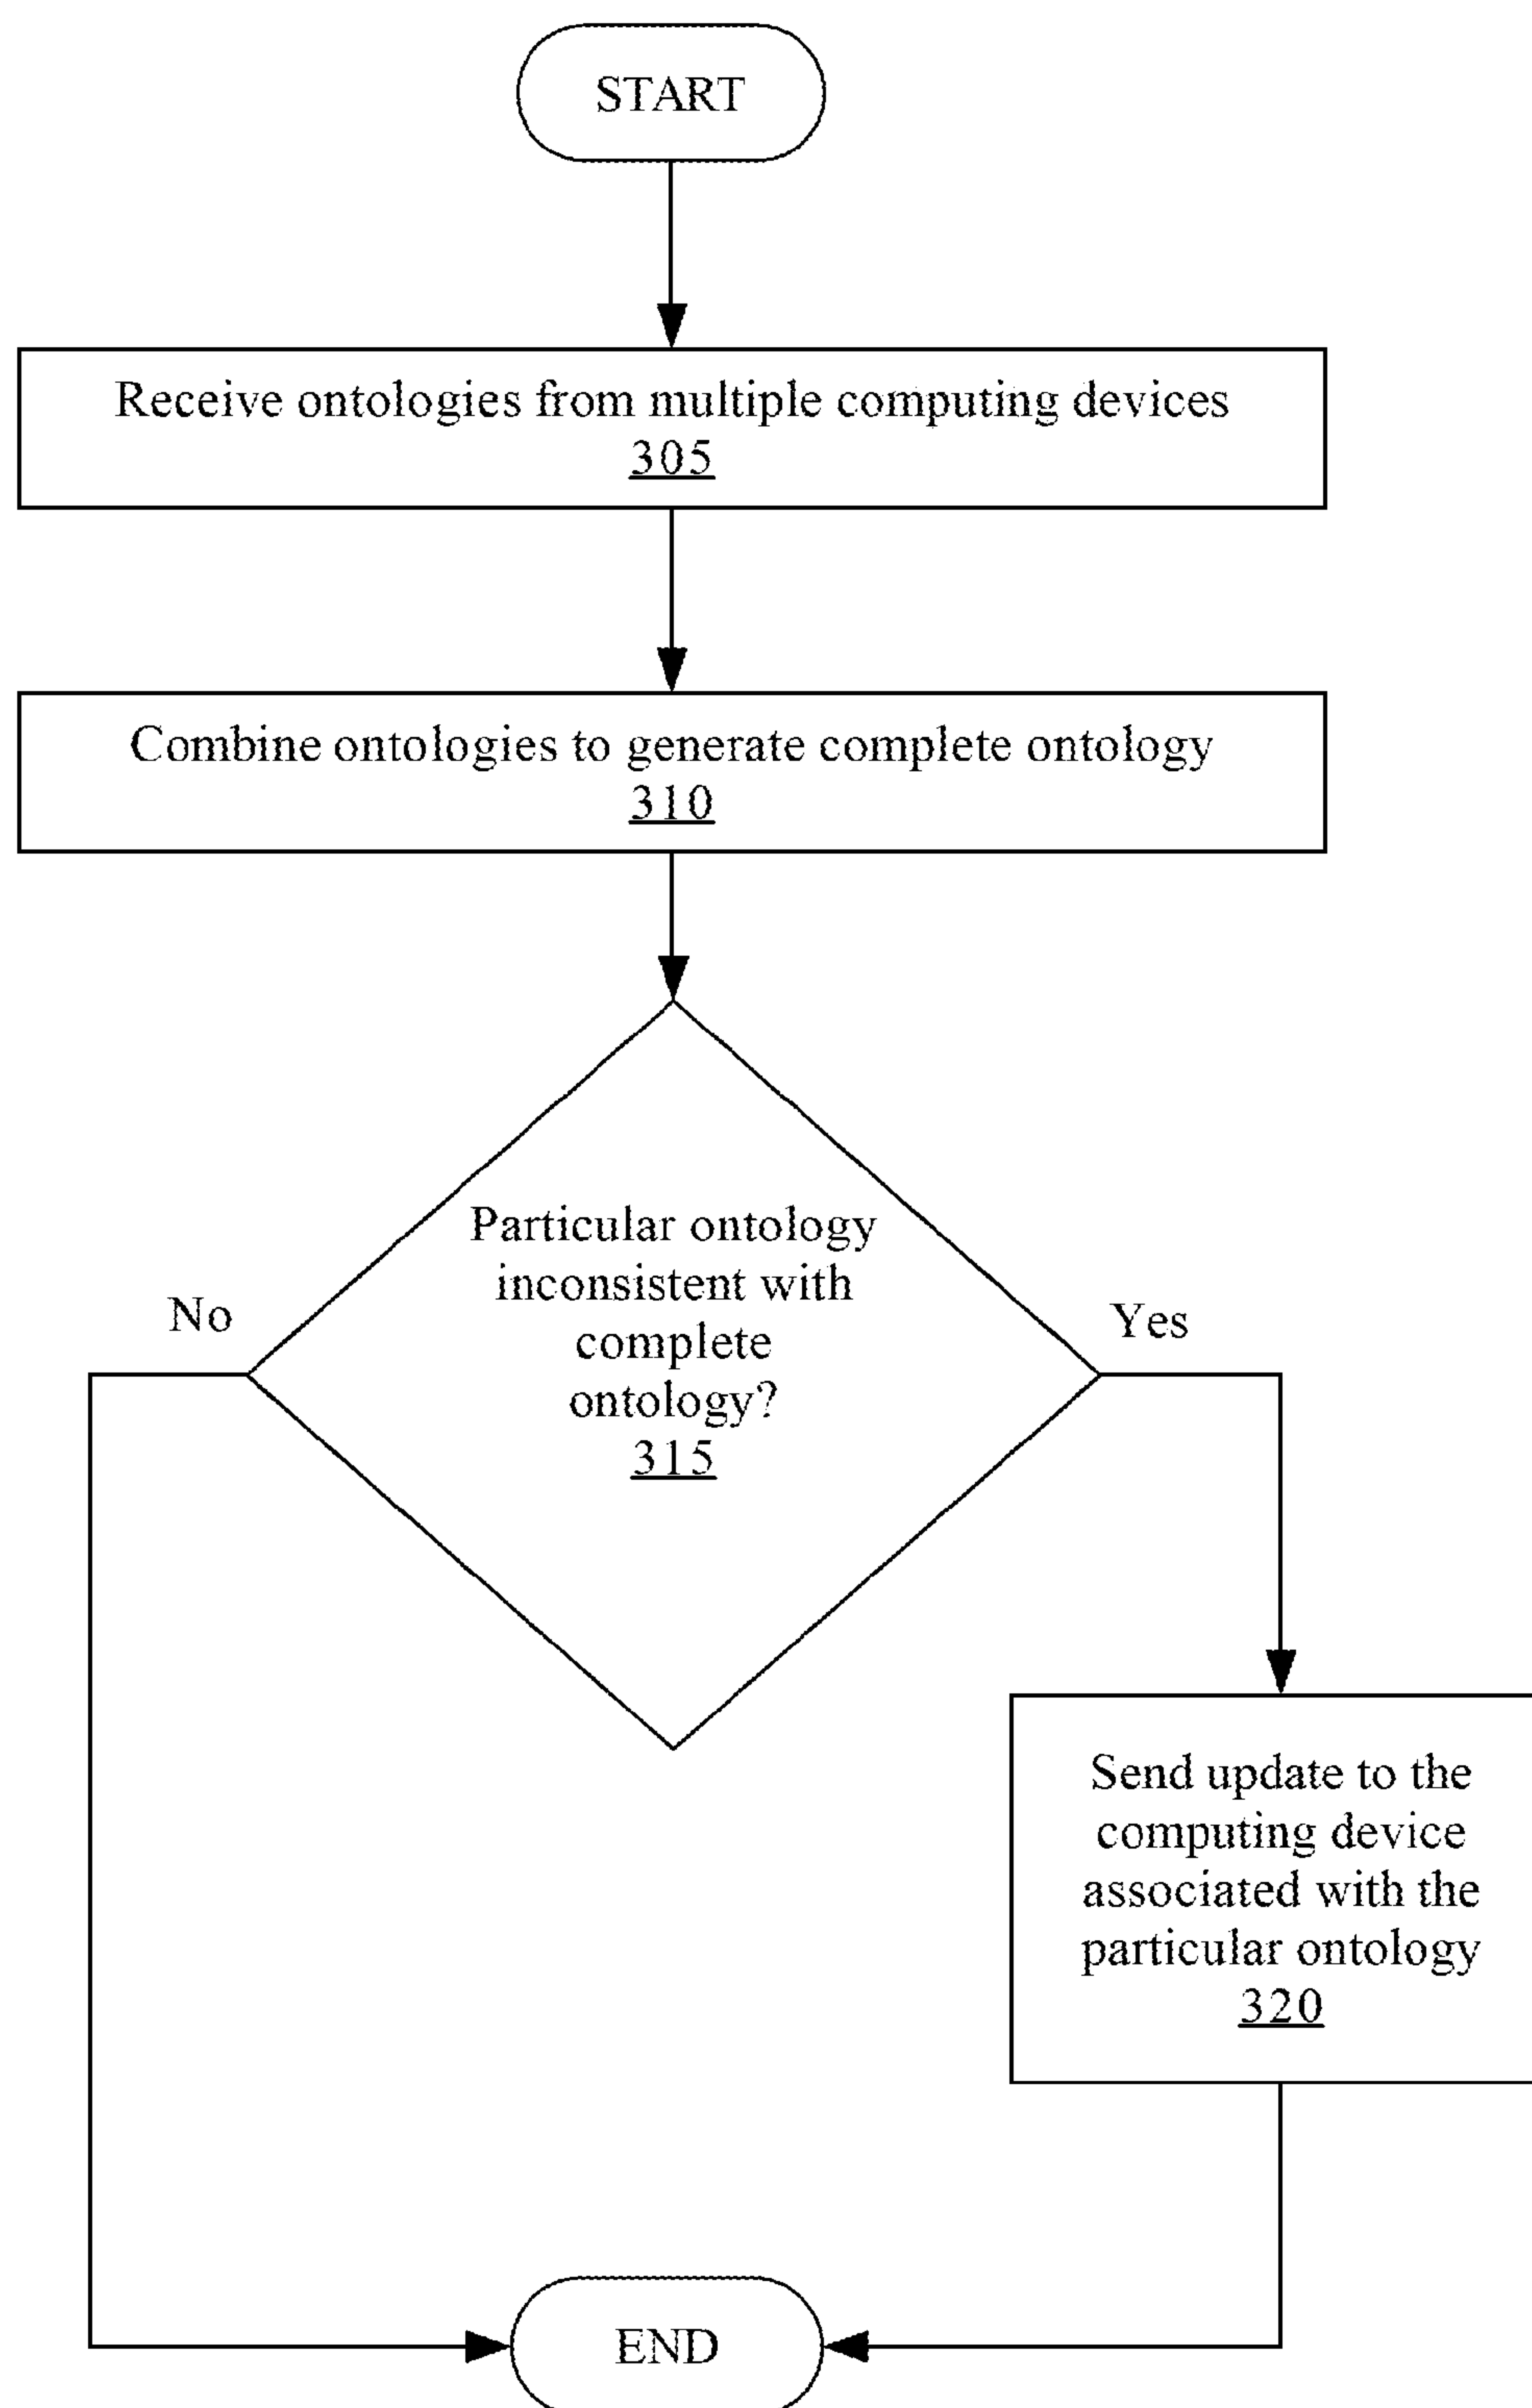 START
Receive ontologies from multiple computing devices
305
Combine ontologies to generate complete ontology
310
Particular ontology
inconsistent with
complete
ontology?
315
No
Yes
Send update to the
computing device
associated with the
particular ontology
320
END